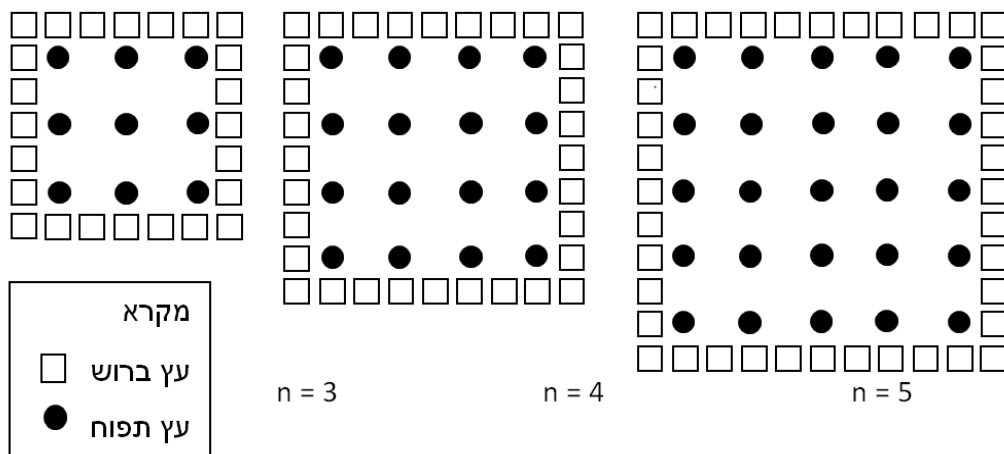 מקרא
עץ ברוש
עץ תפוח
n = 3
n = 4
n = 5